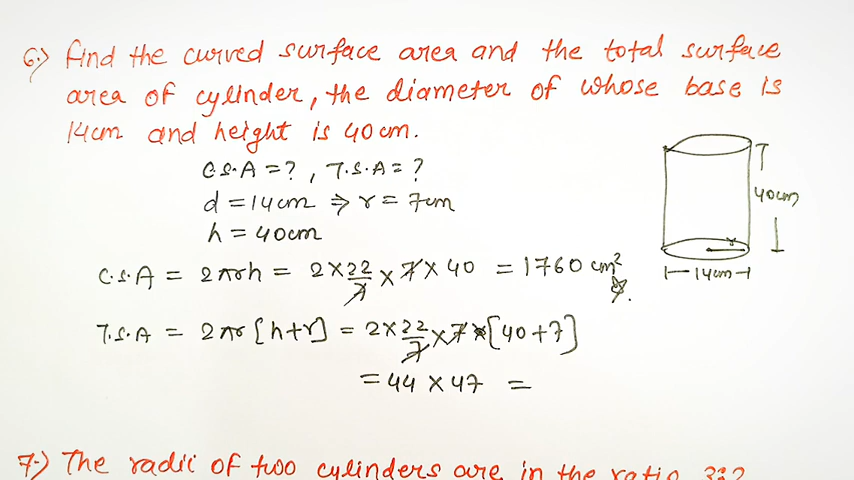 6.) Find the curved surface area and the total surface
area of cylinder, the diameter of whose base is
14cm and height is 40cm.
C.S.A = ? , T.S.A = ?
d = 14cm ⇒ r = 7cm
h = 40cm
40cm
r
14cm
C.S.A = 2πrh = 2 × 22/7 × 7 × 40 = 1760 cm²
T.S.A = 2πr [h+r] = 2 × 22/7 × 7 × [40+7]
= 44 × 47 =
7.) The radii of two cylinders are in the ratio 3:2